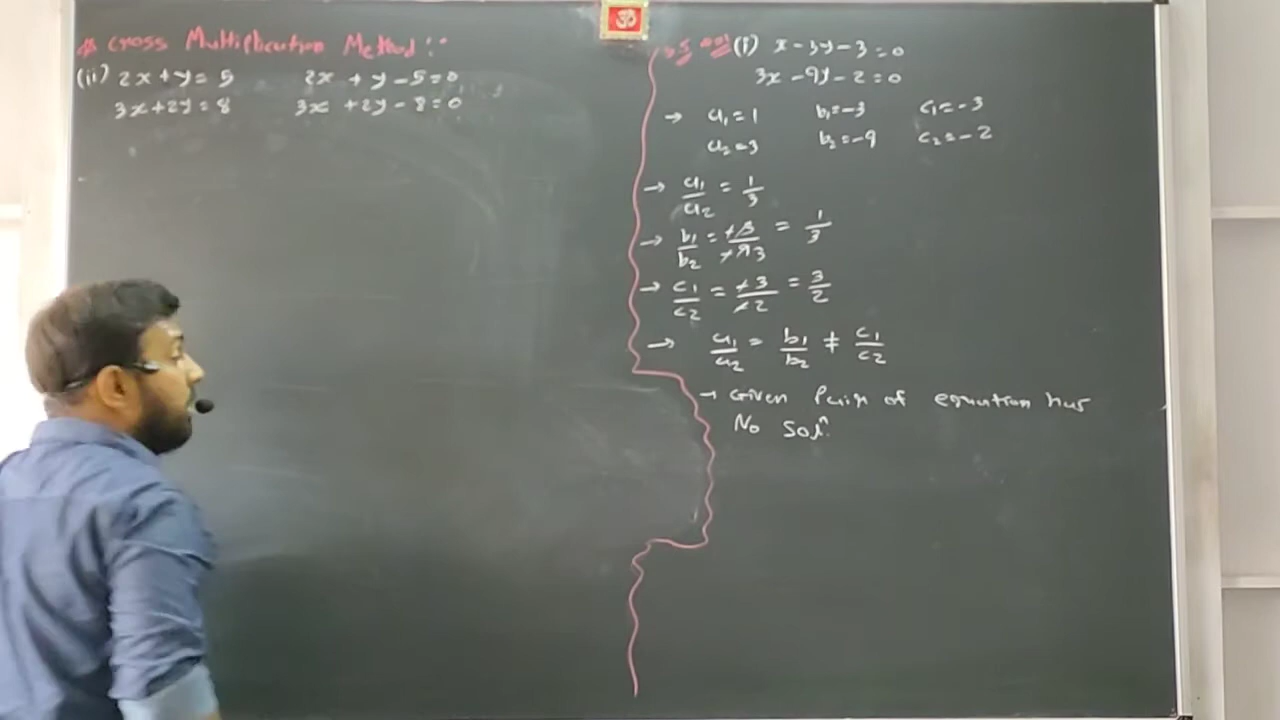 # Cross Multiplication Method :-
(ii) 2x + y = 5 2x + y - 5 = 0
3x + 2y = 8 3x + 2y - 8 = 0
ॐ
(i) x - 3y - 3 = 0
3x - 9y - 2 = 0
→ a₁ = 1 b₁ = -3 c₁ = -3
a₂ = 3 b₂ = -9 c₂ = -2
→ a₁/a₂ = 1/3
→ b₁/b₂ = -3/-9 3 = 1/3
→ c₁/c₂ = -3/-2 = 3/2
→ a₁/a₂ = b₁/b₂ ≠ c₁/c₂
→ Given Pair of equation has
No Solⁿ.